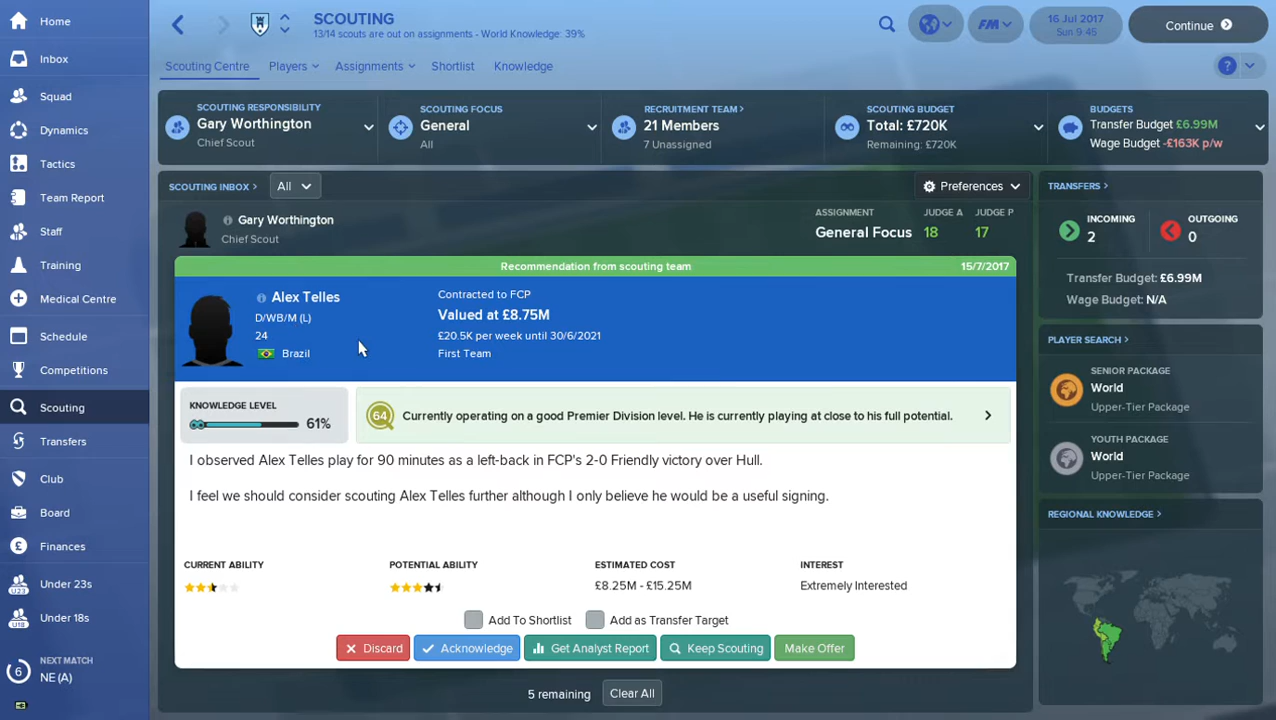 Home
Inbox
Squad
Dynamics
Tactics
Team Report
Staff
Training
Medical Centre
Schedule
Competitions
Scouting
Transfers
Club
Board
Finances
U23 Under 23s
U18 Under 18s
6 NEXT MATCH
NE (A)
SCOUTING
13/14 scouts are out on assignments - World Knowledge: 39%
FM
16 Jul 2017
Sun 9:45
Continue
Scouting Centre Players Assignments Shortlist Knowledge
?
SCOUTING RESPONSIBILITY
Gary Worthington
Chief Scout
SCOUTING FOCUS
General
All
RECRUITMENT TEAM >
21 Members
7 Unassigned
SCOUTING BUDGET
Total: £720K
Remaining: £720K
BUDGETS
Transfer Budget £6.99M
Wage Budget -£163K p/w
SCOUTING INBOX > All Preferences
Gary Worthington
Chief Scout
ASSIGNMENT JUDGE A JUDGE P
General Focus 18 17
Recommendation from scouting team 15/7/2017
Alex Telles
D/WB/M (L)
24
Brazil
Contracted to FCP
Valued at £8.75M
£20.5K per week until 30/6/2021
First Team
KNOWLEDGE LEVEL
61%
64 Currently operating on a good Premier Division level. He is currently playing at close to his full potential.
I observed Alex Telles play for 90 minutes as a left-back in FCP's 2-0 Friendly victory over Hull.
I feel we should consider scouting Alex Telles further although I only believe he would be a useful signing.
CURRENT ABILITY POTENTIAL ABILITY ESTIMATED COST INTEREST
£8.25M - £15.25M Extremely Interested
Add To Shortlist Add as Transfer Target
Discard Acknowledge Get Analyst Report Keep Scouting Make Offer
5 remaining Clear All
TRANSFERS >
INCOMING
2
OUTGOING
0
Transfer Budget: £6.99M
Wage Budget: N/A
PLAYER SEARCH >
SENIOR PACKAGE
World
Upper-Tier Package
YOUTH PACKAGE
World
Upper-Tier Package
REGIONAL KNOWLEDGE >